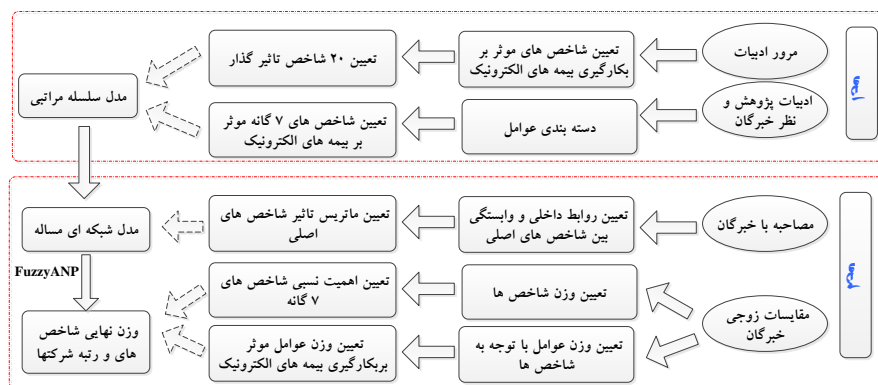 مرور ادبیات
تعیین شاخص های موثر بر
بکارگیری بیمه های الکترونیک
تعیین ۲۰ شاخص تاثیر گذار
مدل سلسله مراتبی
ادبیات پژوهش و
نظر خبرگان
دسته بندی عوامل
تعیین شاخص های ۷ گانه موثر
بر بیمه های الکترونیک
مصاحبه با خبرگان
تعیین روابط داخلی و وابستگی
بین شاخص های اصلی
تعیین ماتریس تاثیر شاخص های
اصلی
مدل شبکه ای مساله
FuzzyANP
مقایسات زوجی
خبرگان
تعیین وزن شاخص ها
تعیین اهمیت نسبی شاخص های
۷ گانه
تعیین وزن عوامل با توجه به
شاخص ها
تعیین وزن عوامل موثر
بربکارگیری بیمه های الکترونیک
وزن نهایی شاخص
های و رتبه شرکتها